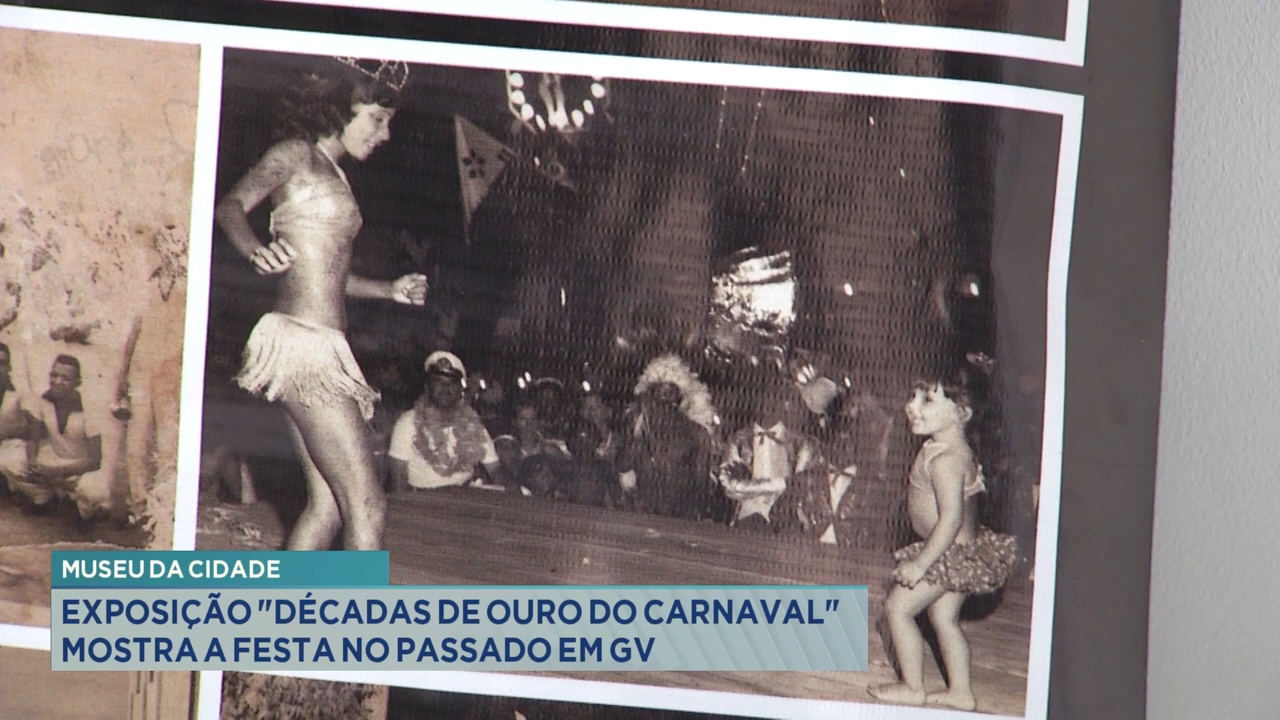 MUSEU DA CIDADE
EXPOSIÇÃO "DÉCADAS DE OURO DO CARNAVAL"
MOSTRA A FESTA NO PASSADO EM GV